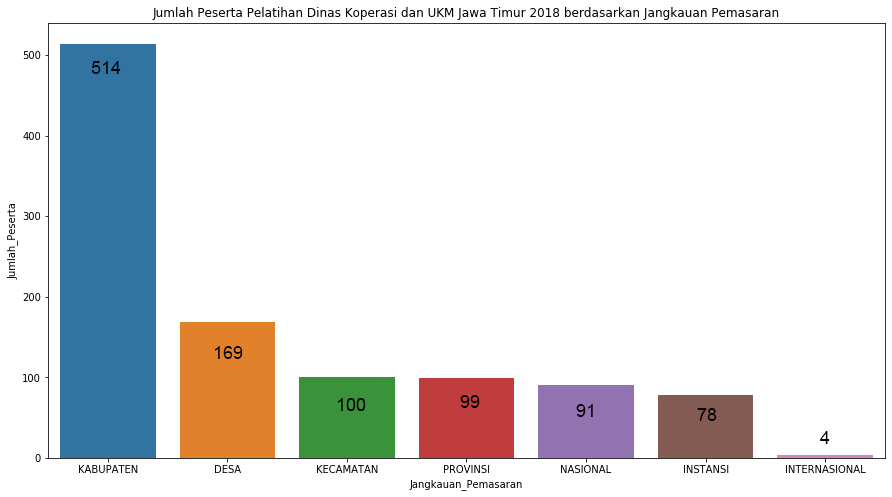 Jumlah Peserta Pelatihan Dinas Koperasi dan UKM Jawa Timur 2018 berdasarkan Jangkauan Pemasaran
500
400
300
200
100
0
Jumlah_Peserta
514
169
100
99
91
78
4
KABUPATEN
DESA
KECAMATAN
PROVINSI
NASIONAL
INSTANSI
INTERNASIONAL
Jangkauan_Pemasaran